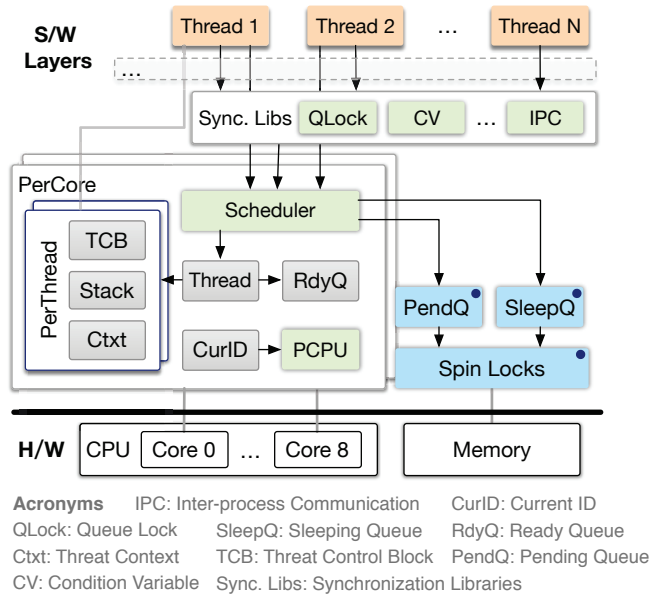 S/W
Layers
Thread 1
Thread 2
...
Thread N
...
Sync. Libs
QLock
CV
...
IPC
PerCore
Scheduler
PerThread
TCB
Stack
Ctxt
Thread
RdyQ
CurID
PCPU
PendQ
SleepQ
Spin Locks
H/W
CPU
Core 0
...
Core 8
Memory
Acronyms IPC: Inter-process Communication CurID: Current ID
QLock: Queue Lock SleepQ: Sleeping Queue RdyQ: Ready Queue
Ctxt: Threat Context TCB: Threat Control Block PendQ: Pending Queue
CV: Condition Variable Sync. Libs: Synchronization Libraries